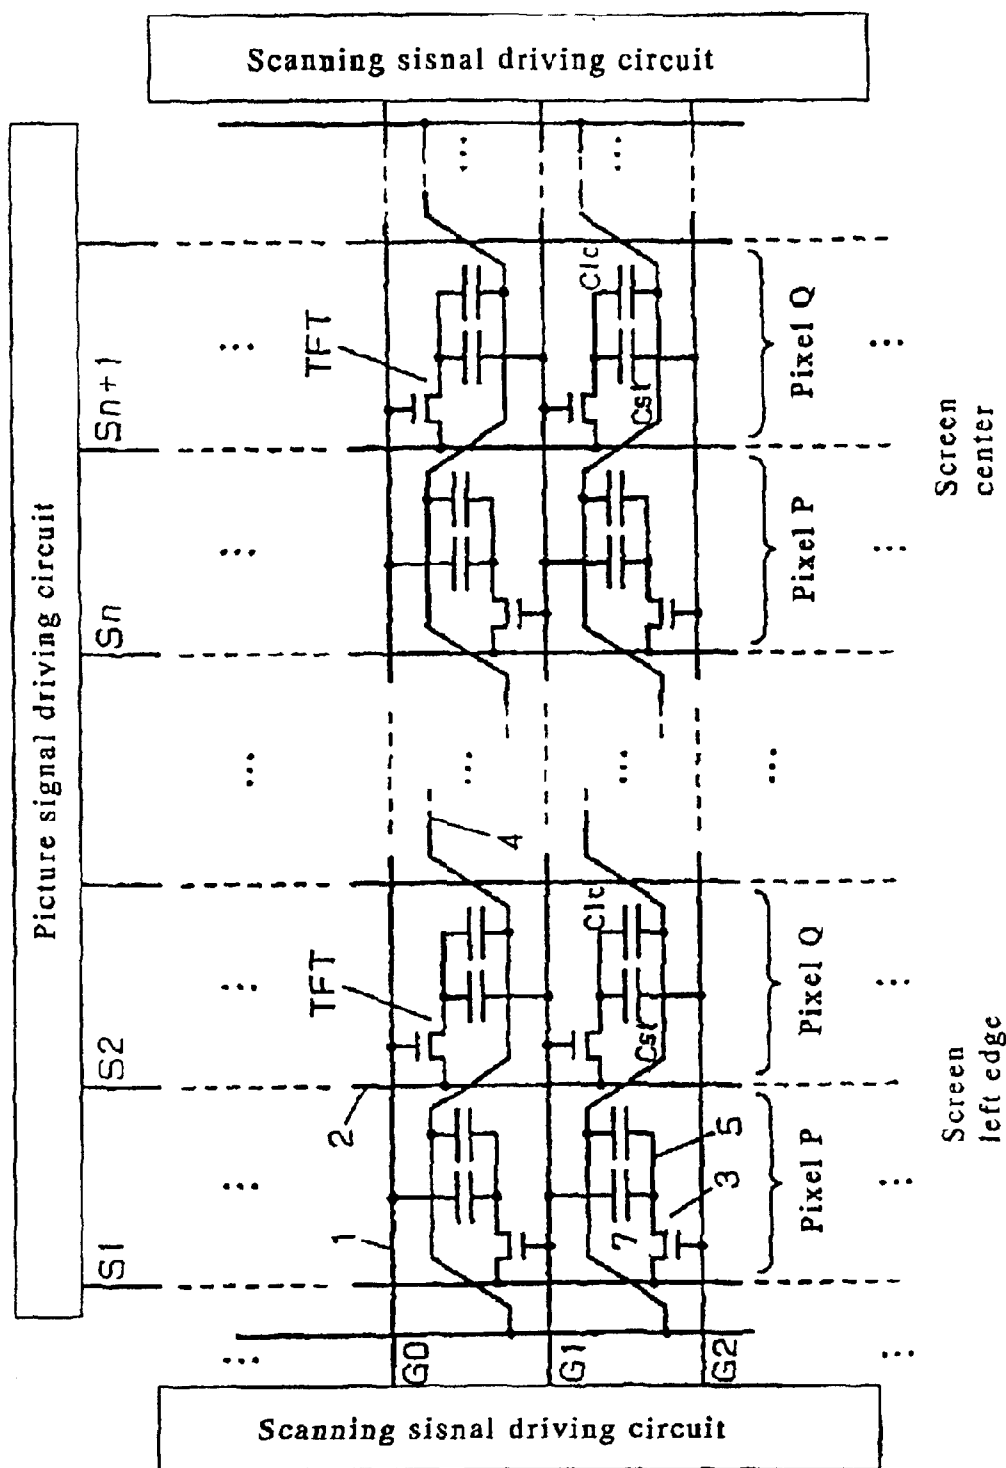 Scanning sisnal driving circuit
Picture signal driving circuit
S1
S2
Sn
Sn+1
1
2
TFT
TFT
...
...
...
...
...
...
G0
4
...
...
G1
Clc
Clc
...
...
7
Cst
Cst
5
3
G2
...
Pixel P
Pixel Q
Pixel P
Pixel Q
...
...
...
...
...
Screen
left edge
Screen
center
Scanning sisnal driving circuit